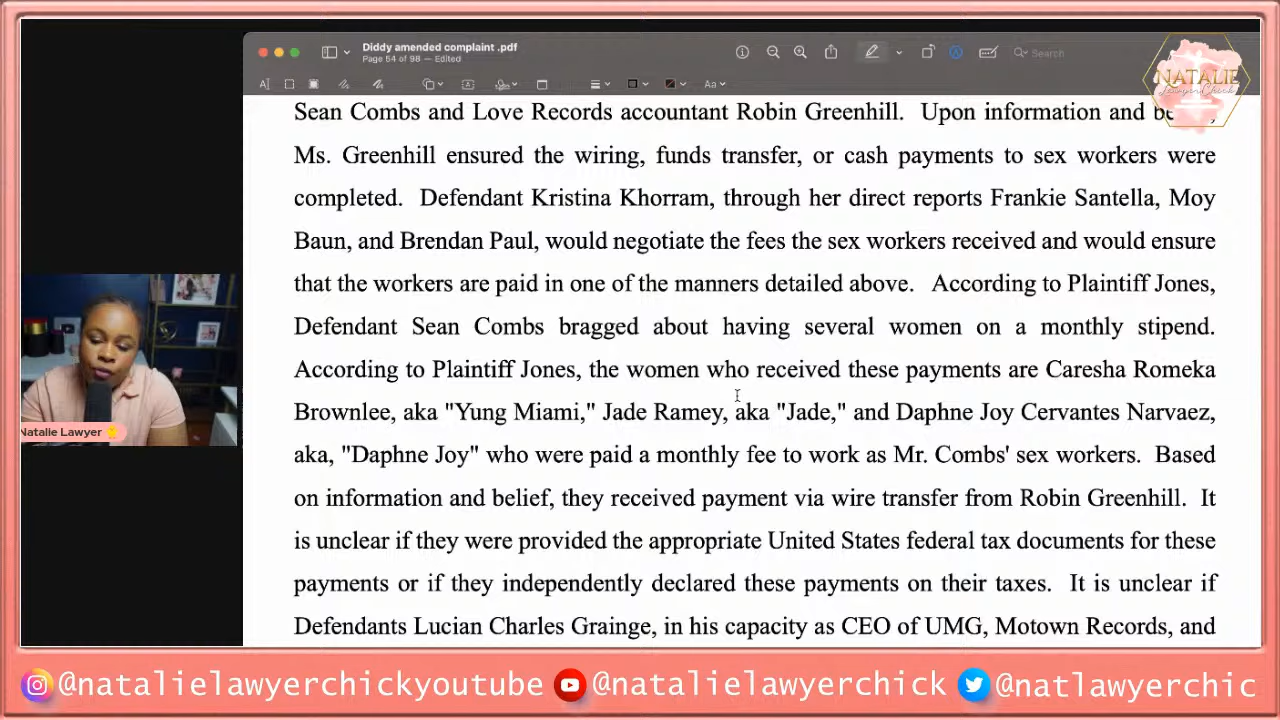 Diddy amended complaint .pdf
Page 54 of 98 — Edited
Search
NATALIE
Lawyer Chick
Sean Combs and Love Records accountant Robin Greenhill. Upon information and
Ms. Greenhill ensured the wiring, funds transfer, or cash payments to sex workers were
completed. Defendant Kristina Khorram, through her direct reports Frankie Santella, Moy
Baun, and Brendan Paul, would negotiate the fees the sex workers received and would ensure
that the workers are paid in one of the manners detailed above. According to Plaintiff Jones,
Defendant Sean Combs bragged about having several women on a monthly stipend.
According to Plaintiff Jones, the women who received these payments are Caresha Romeka
Brownlee, aka "Yung Miami," Jade Ramey, aka "Jade," and Daphne Joy Cervantes Narvaez,
aka, "Daphne Joy" who were paid a monthly fee to work as Mr. Combs' sex workers. Based
on information and belief, they received payment via wire transfer from Robin Greenhill. It
is unclear if they were provided the appropriate United States federal tax documents for these
payments or if they independently declared these payments on their taxes. It is unclear if
Defendants Lucian Charles Grainge, in his capacity as CEO of UMG, Motown Records, and
Natalie Lawyer
@natalielawyerchickyoutube @natalielawyerchick @natlawyerchic